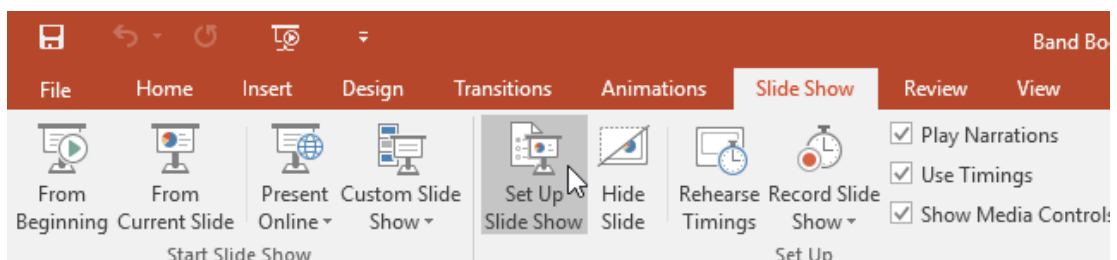 Band Bo
File Home Insert Design Transitions Animations Slide Show Review View
From Beginning
From Current Slide
Present Online
Custom Slide Show
Set Up Slide Show
Hide Slide
Rehearse Timings
Record Slide Show
Play Narrations
Use Timings
Show Media Controls
Start Slide Show
Set Up